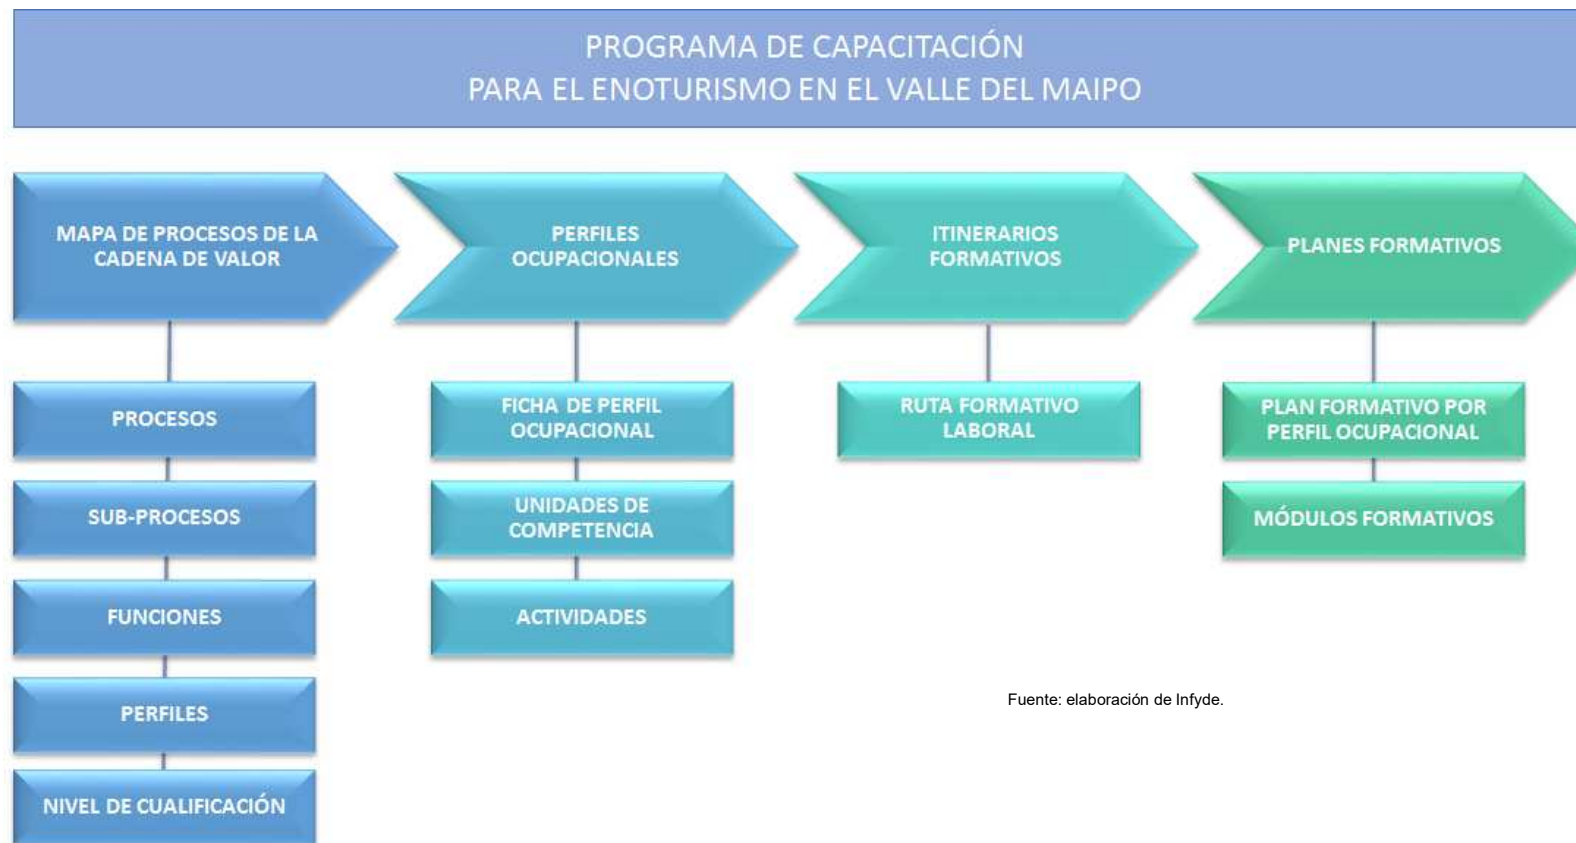 PROGRAMA DE CAPACITACIÓN
PARA EL ENOTURISMO EN EL VALLE DEL MAIPO
MAPA DE PROCESOS DE LA
CADENA DE VALOR
PERFILES
OCUPACIONALES
ITINERARIOS
FORMATIVOS
PLANES FORMATIVOS
PROCESOS
SUB-PROCESOS
FUNCIONES
PERFILES
NIVEL DE CUALIFICACIÓN
FICHA DE PERFIL
OCUPACIONAL
UNIDADES DE
COMPETENCIA
ACTIVIDADES
RUTA FORMATIVO
LABORAL
PLAN FORMATIVO POR
PERFIL OCUPACIONAL
MÓDULOS FORMATIVOS
Fuente: elaboración de Infyde.